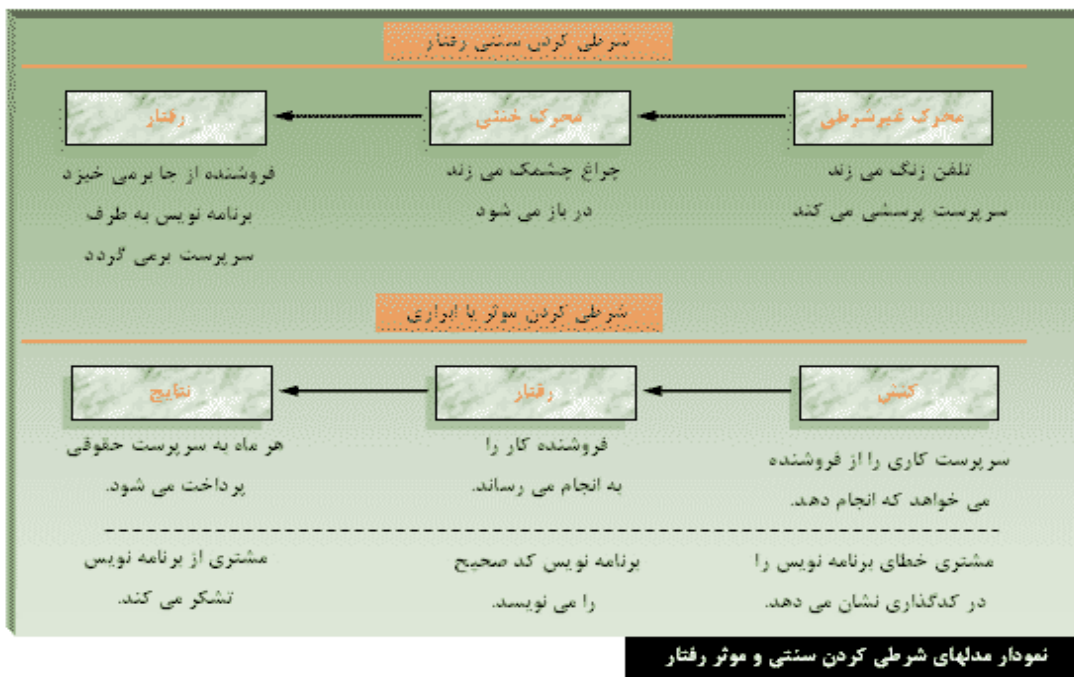 شرطی کردن سنتی رفتار
محرک غیرشرطی
محرک خنثی
رفتار
تلفن زنگ می زند
سرپرست پرسشی می کند
چراغ چشمک می زند
در باز می شود
فروشنده از جا برمی خیزد
برنامه نویس به طرف
سرپرست برمی گردد
شرطی کردن موثر یا ابزاری
کنش
رفتار
نتایج
سرپرست کاری را از فروشنده
می خواهد که انجام دهد.
فروشنده کار را
به انجام می رساند.
هر ماه به سرپرست حقوقی
پرداخت می شود.
مشتری خطای برنامه نویس را
در کدگذاری نشان می دهد.
برنامه نویس کد صحیح
را می نویسد.
مشتری از برنامه نویس
تشکر می کند.
نمودار مدلهای شرطی کردن سنتی و موثر رفتار